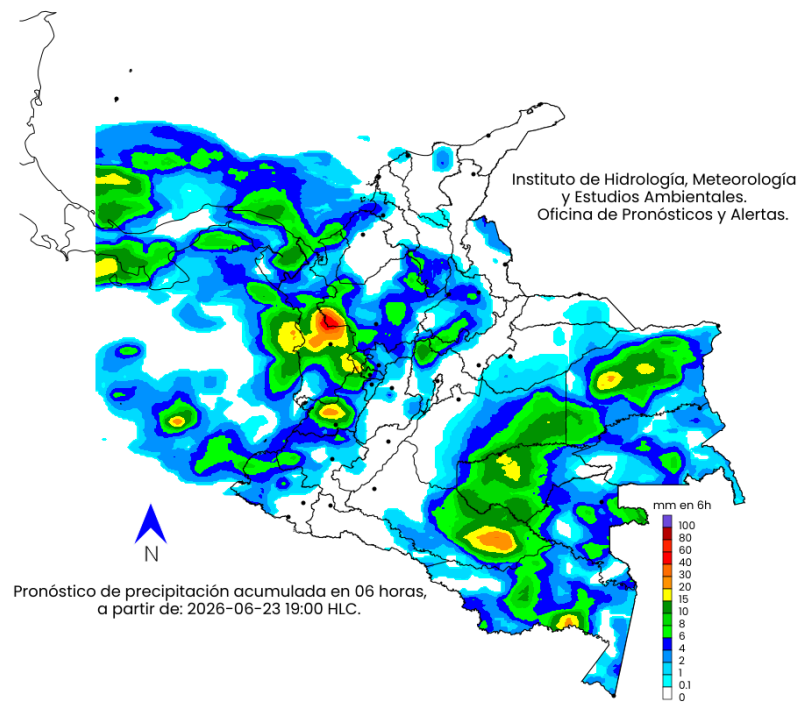 Instituto de Hidrología, Meteorología
y Estudios Ambientales.
Oficina de Pronósticos y Alertas.
N
Pronóstico de precipitación acumulada en 06 horas,
a partir de: 2026-06-23 19:00 HLC.
mm en 6h
100
80
60
40
30
20
15
10
8
6
4
2
1
0.1
0